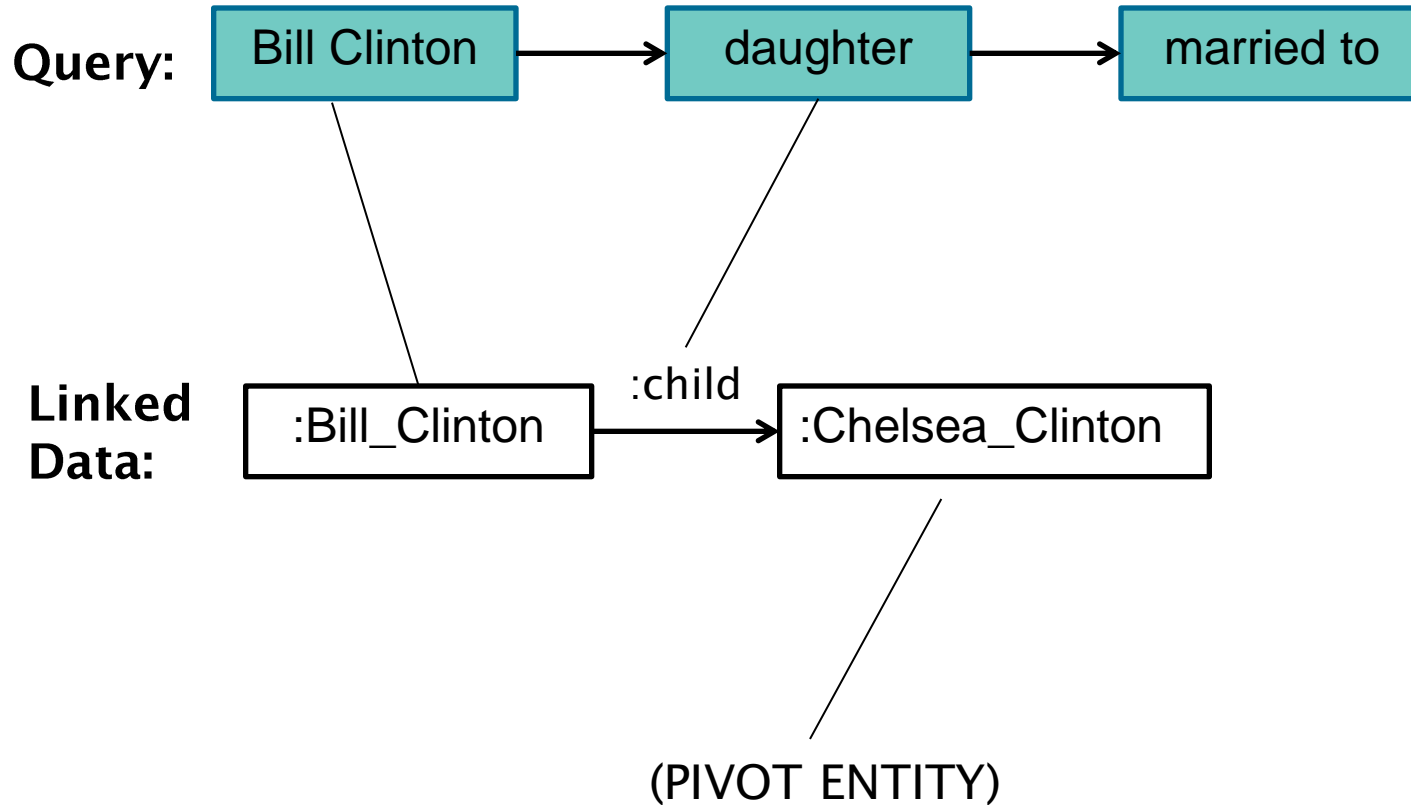 Query:
Bill Clinton
daughter
married to
:child
Linked
Data:
:Bill_Clinton
:Chelsea_Clinton
(PIVOT ENTITY)